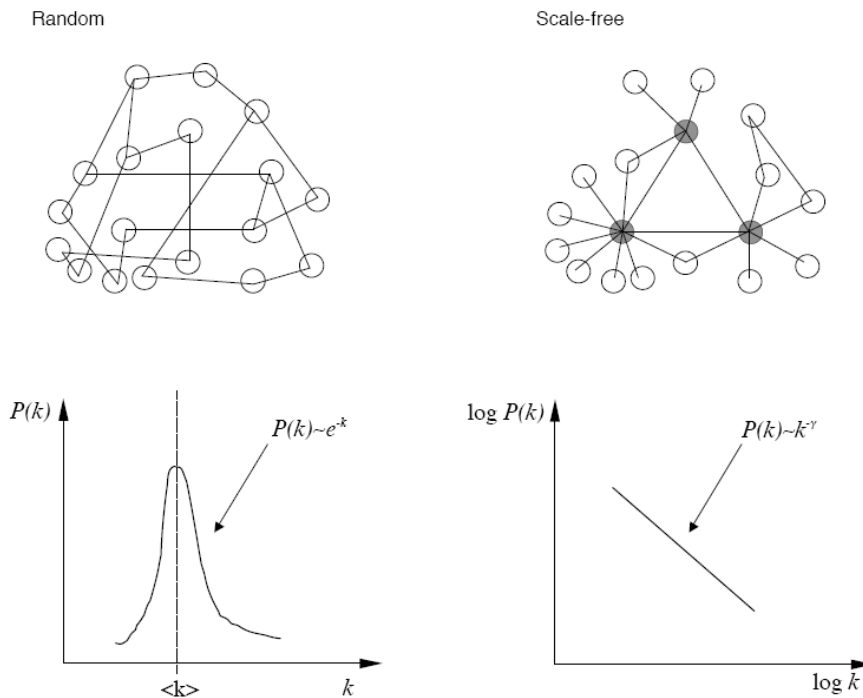 Random
Scale-free
P(k)
P(k)~e^-k
<k>
k
log P(k)
P(k)~k^-γ
log k